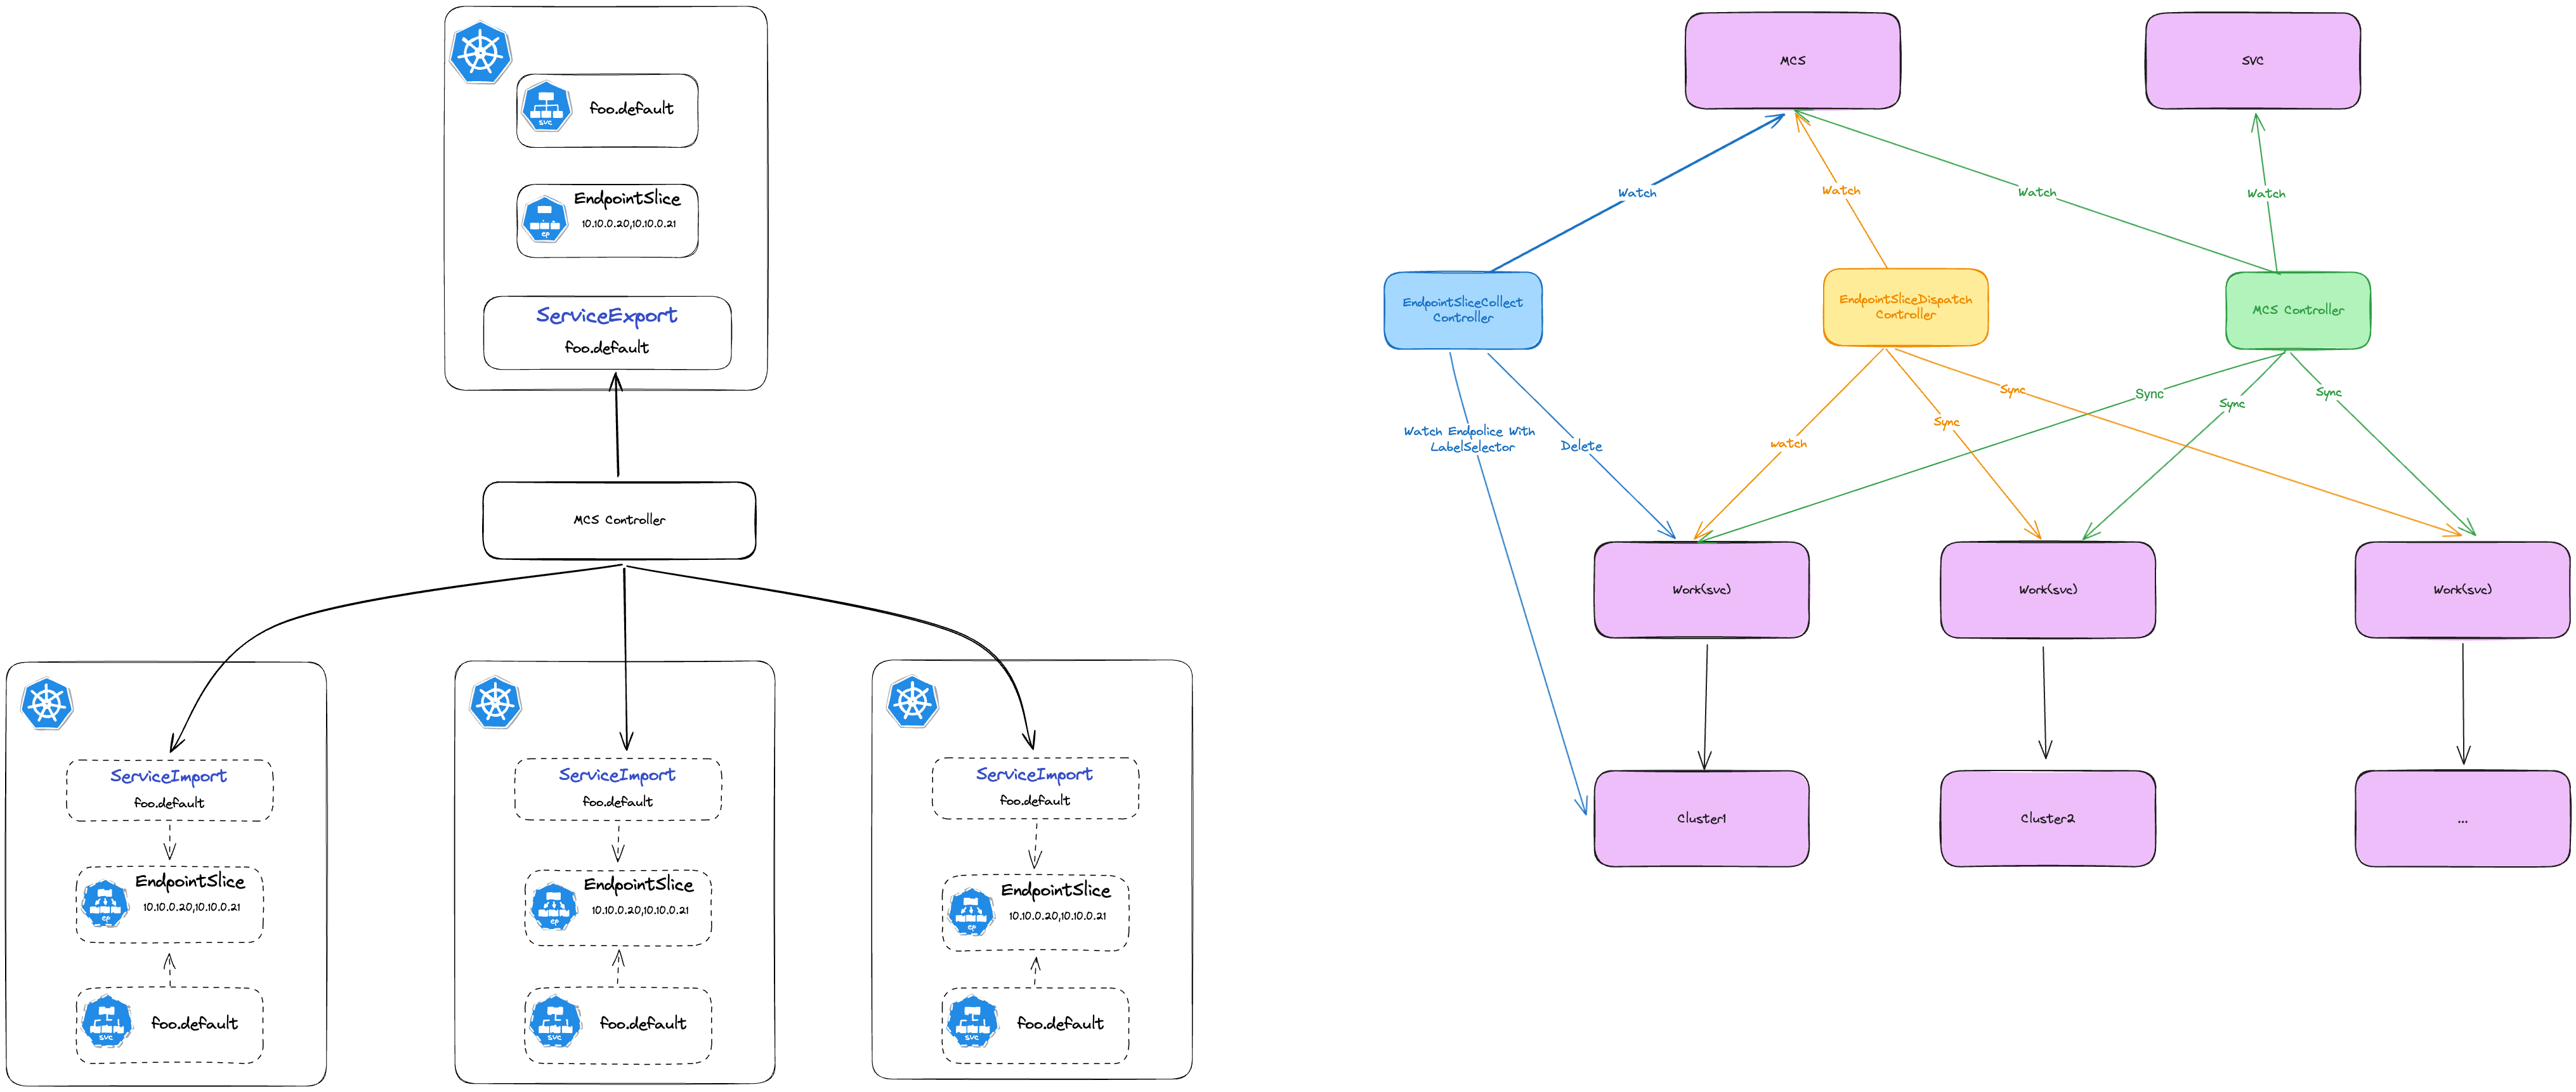 svc
foo.default
EndpointSlice
10.10.0.20,10.10.0.21
ep
ServiceExport
foo.default
MCS Controller
ServiceImport
foo.default
EndpointSlice
10.10.0.20,10.10.0.21
ep
foo.default
svc
ServiceImport
foo.default
EndpointSlice
10.10.0.20,10.10.0.21
ep
foo.default
svc
ServiceImport
foo.default
EndpointSlice
10.10.0.20,10.10.0.21
ep
foo.default
svc
MCS
SVC
Watch
Watch
Watch
Watch
EndpointSliceCollect
Controller
EndpointSliceDispatch
Controller
MCS Controller
Watch Endpolice With
LabelSelector
Delete
watch
Sync
Sync
Sync
Sync
Sync
Work(svc)
Work(svc)
Work(svc)
Cluster1
Cluster2
...